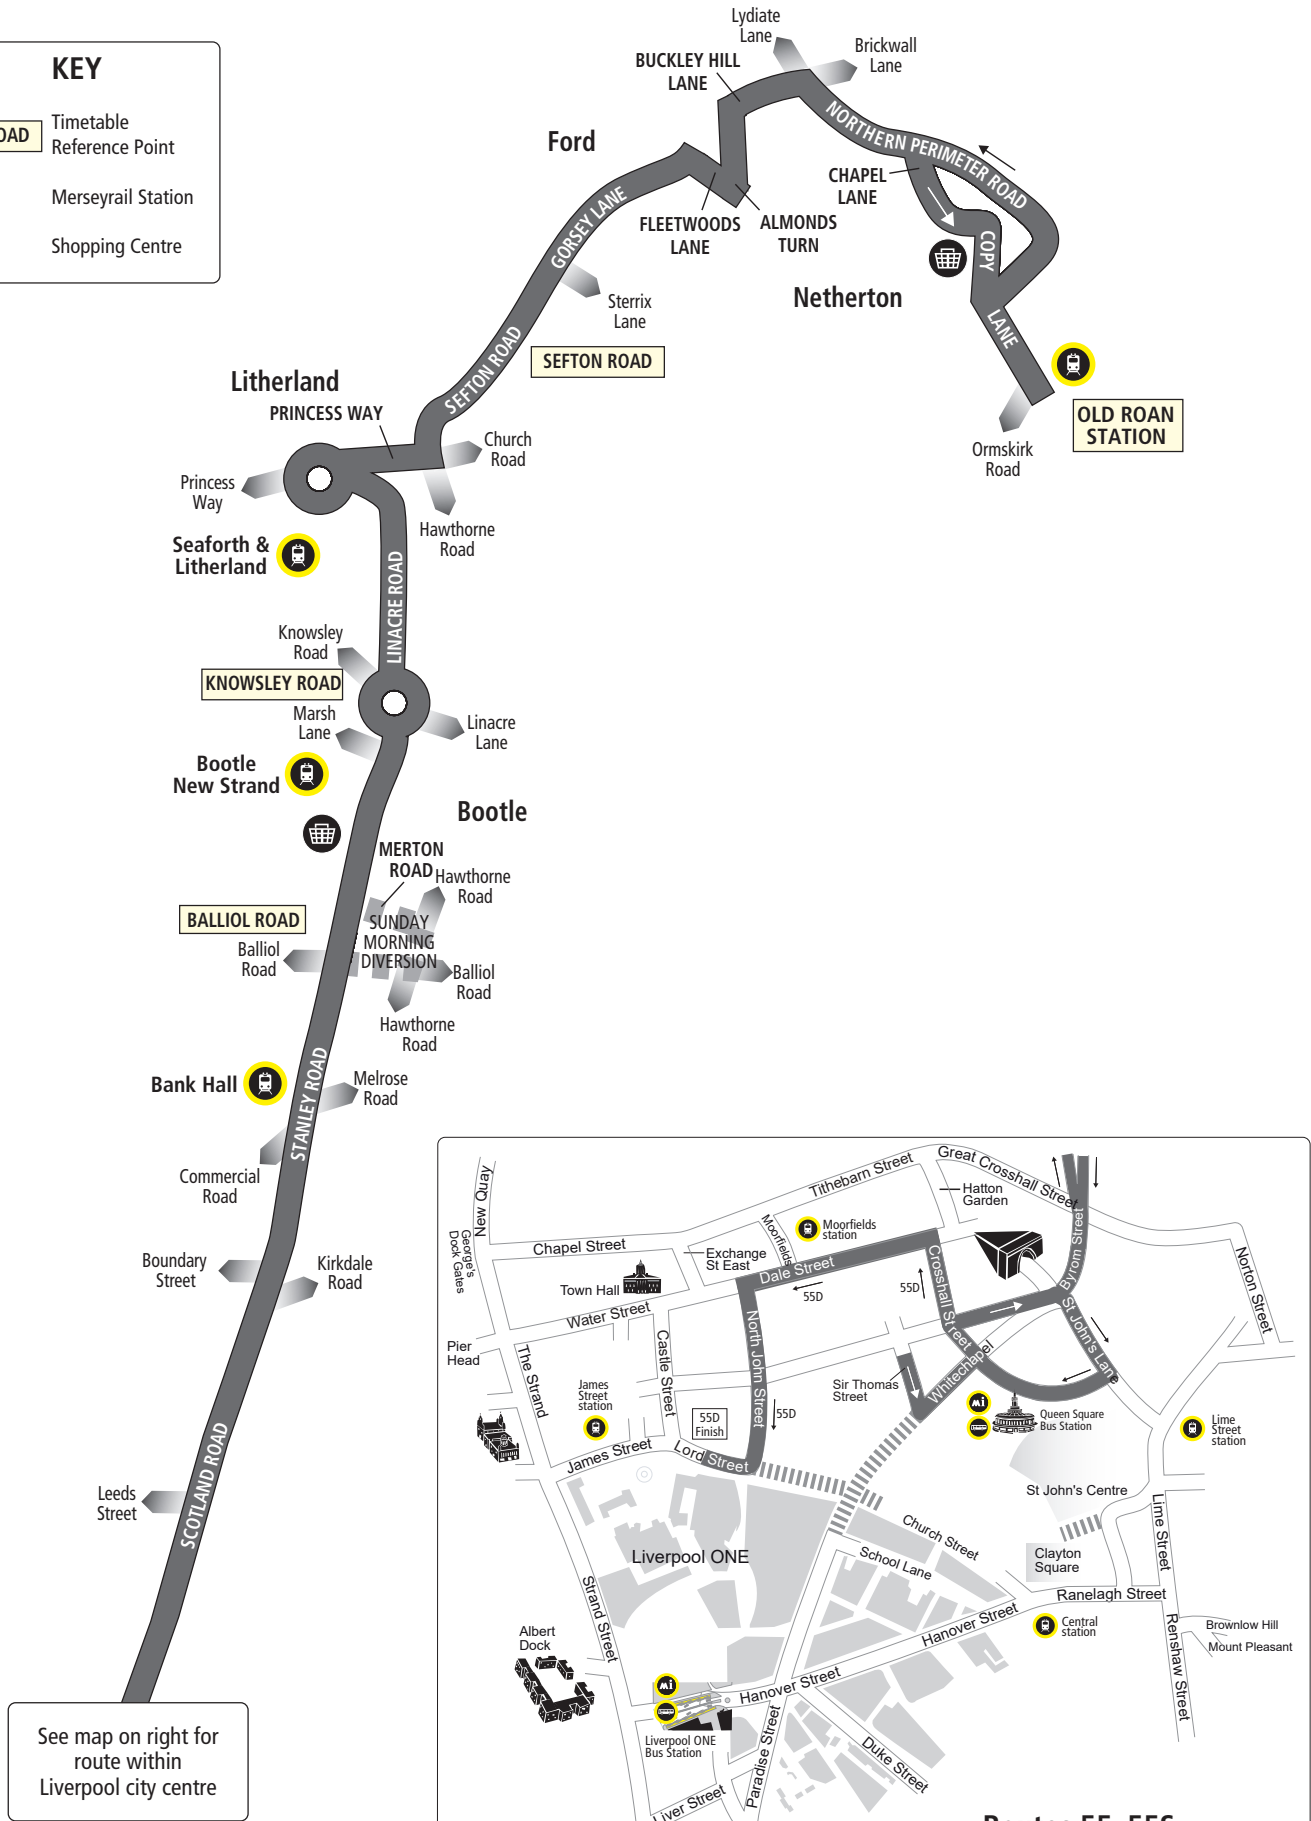 KEY
OAD
Timetable
Reference Point
Merseyrail Station
Shopping Centre
Lydiate
Lane
Brickwall
Lane
BUCKLEY HILL
LANE
NORTHERN PERIMETER ROAD
Ford
CHAPEL
LANE
GORSEY LANE
FLEETWOODS
LANE
ALMONDS
TURN
COPY
LANE
Netherton
Sterrix
Lane
SEFTON ROAD
SEFTON ROAD
Litherland
PRINCESS WAY
OLD ROAN
STATION
Ormskirk
Road
Church
Road
Princess
Way
Hawthorne
Road
Seaforth &
Litherland
LINACRE ROAD
Knowsley
Road
KNOWSLEY ROAD
Marsh
Lane
Linacre
Lane
Bootle
New Strand
Bootle
MERTON
ROAD
Hawthorne
Road
BALLIOL ROAD
SUNDAY
MORNING
DIVERSION
Balliol
Road
Balliol
Road
Hawthorne
Road
Bank Hall
Melrose
Road
STANLEY ROAD
Commercial
Road
Boundary
Street
Kirkdale
Road
SCOTLAND ROAD
Leeds
Street
See map on right for
route within
Liverpool city centre
New Quay
George's
Dock Gates
Tithebarn Street
Great Crosshall Street
Hatton
Garden
Moorfields
Moorfields
station
Chapel Street
Exchange
St East
Dale Street
55D
Crosshall Street
55D
Byrom Street
Norton Street
Town Hall
Water Street
North John Street
St John's Lane
Castle Street
Whitechapel
Pier
Head
The Strand
James
Street
station
Sir Thomas
Street
55D
Finish
55D
Queen Square
Bus Station
Lime
Street
station
James Street
Lord Street
St John's Centre
Lime Street
Church Street
School Lane
Clayton
Square
Liverpool ONE
Ranelagh Street
Strand Street
Hanover Street
Central
station
Brownlow Hill
Mount Pleasant
Renshaw Street
Albert
Dock
Hanover Street
Liverpool ONE
Bus Station
Paradise Street
Duke Street
Liver Street